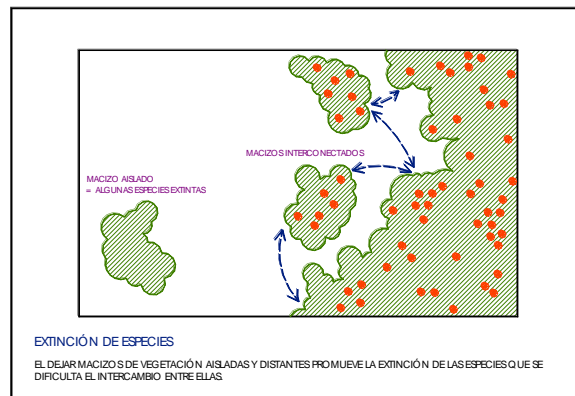 MACIZOS INTERCONECTADOS
MACIZO AISLADO
= ALGUNAS ESPECIES EXTINTAS
EXTINCIÓN DE ESPECIES
EL DEJAR MACIZOS DE VEGETACIÓN AISLADAS Y DISTANTES PROMUEVE LA EXTINCIÓN DE LAS ESPECIES QUE SE
DIFICULTA EL INTERCAMBIO ENTRE ELLAS.